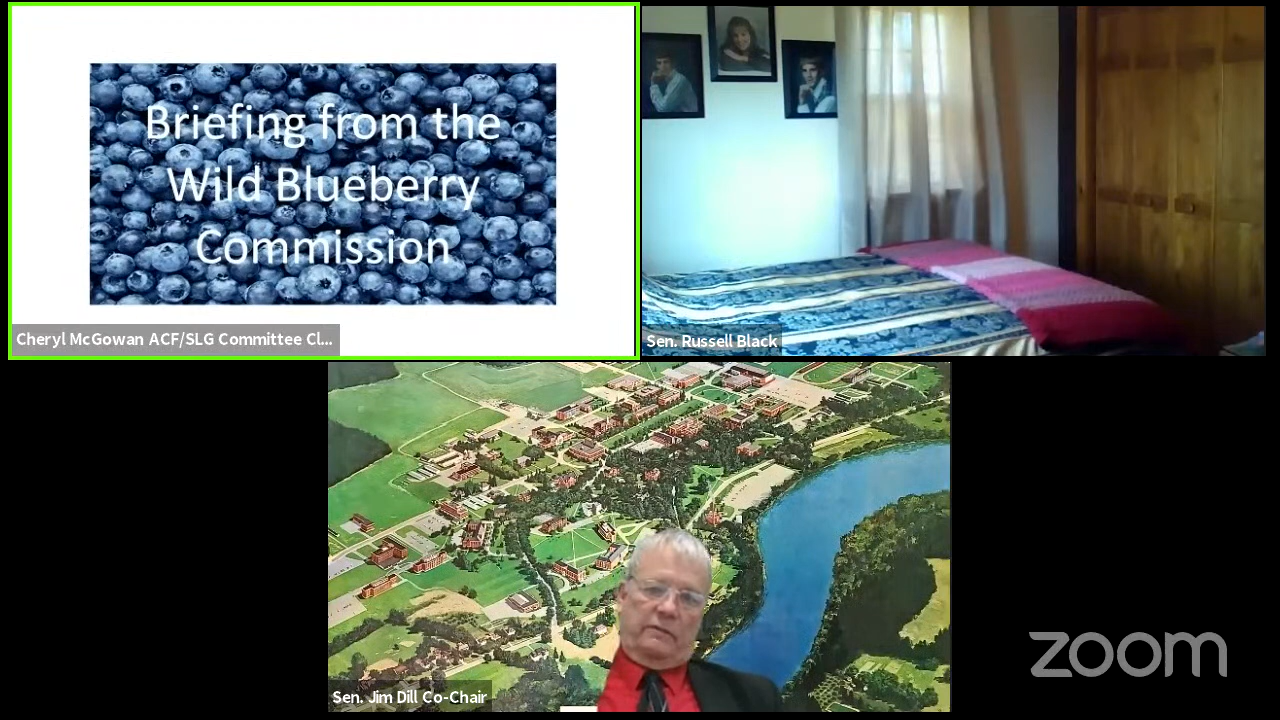 Briefing from the
Wild Blueberry
Commission
Cheryl McGowan ACF/SLG Committee Cl...
Sen. Russell Black
Sen. Jim Dill Co-Chair
zoom